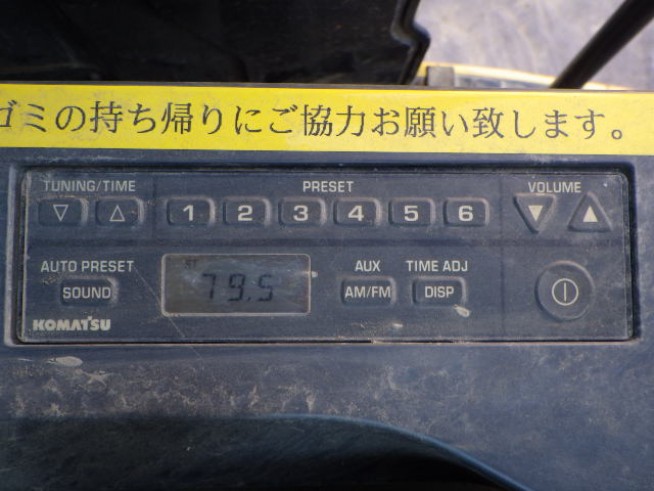 ゴミの持ち帰りにご協力お願い致します。
TUNING/TIME PRESET VOLUME
▽ △ 1 2 3 4 5 6 ▼ ▲
AUTO PRESET ST AUX TIME ADJ
SOUND 79.5 AM/FM DISP
KOMATSU